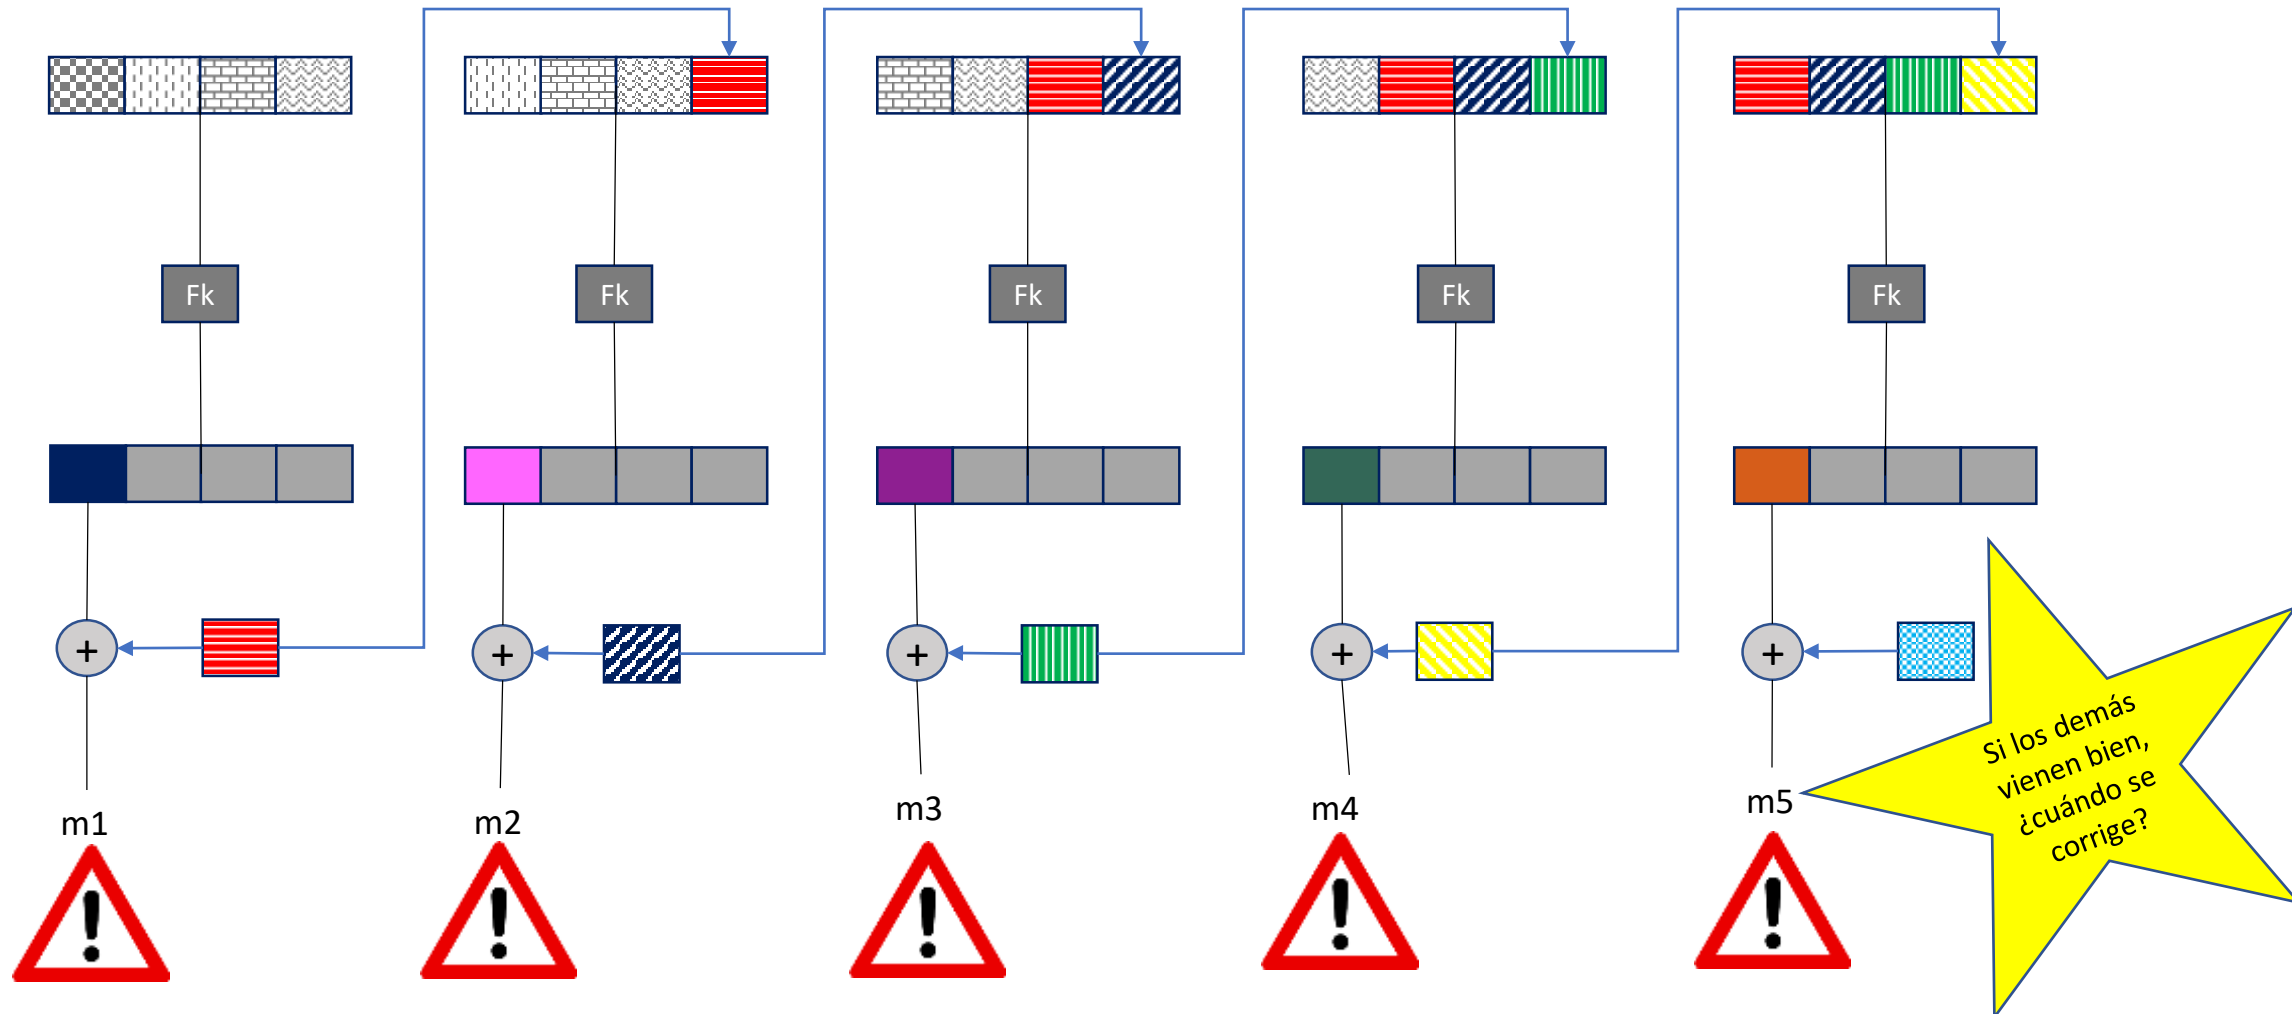 Fk
Fk
Fk
Fk
Fk
+
+
+
+
+
m1
m2
m3
m4
m5
Si los demás
vienen bien,
¿cuándo se
corrige?